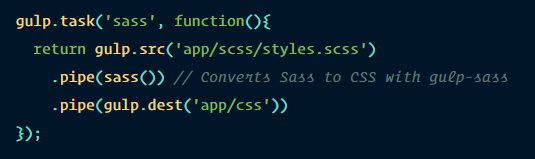 gulp.task('sass', function(){
  return gulp.src('app/scss/styles.scss')
    .pipe(sass()) // Converts Sass to CSS with gulp-sass
    .pipe(gulp.dest('app/css'))
});